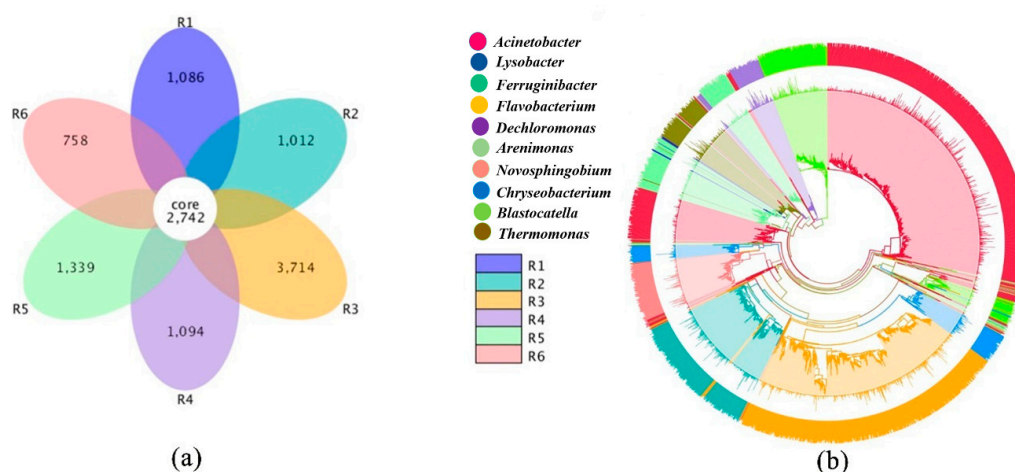 R1
1,086
R6
758
R2
1,012
core
2,742
R5
1,339
3,714
R3
1,094
R4
(a)
Acinetobacter
Lysobacter
Ferruginibacter
Flavobacterium
Dechloromonas
Arenimonas
Novosphingobium
Chryseobacterium
Blastocatella
Thermomonas
R1
R2
R3
R4
R5
R6
(b)